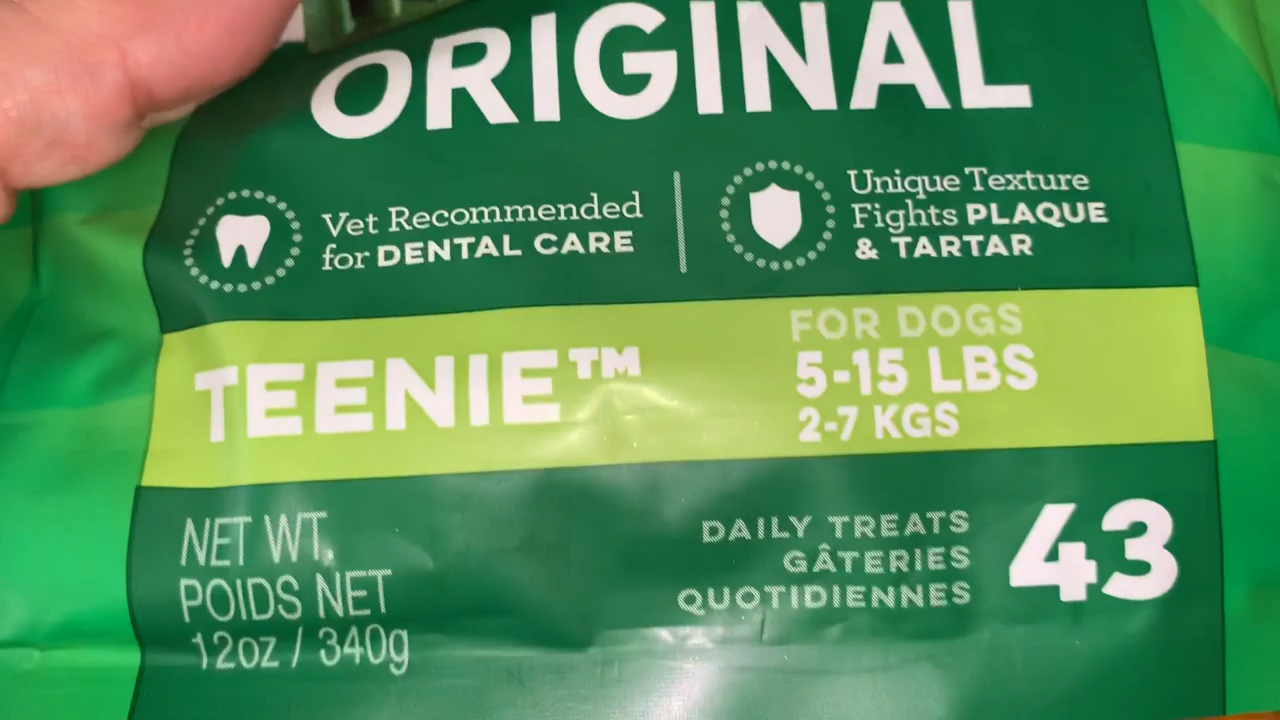 ORIGINAL
Vet Recommended
for DENTAL CARE
Unique Texture
Fights PLAQUE
& TARTAR
TEENIE™
FOR DOGS
5-15 LBS
2-7 KGS
NET WT.
POIDS NET
12oz / 340g
DAILY TREATS
GÂTERIES
QUOTIDIENNES
43